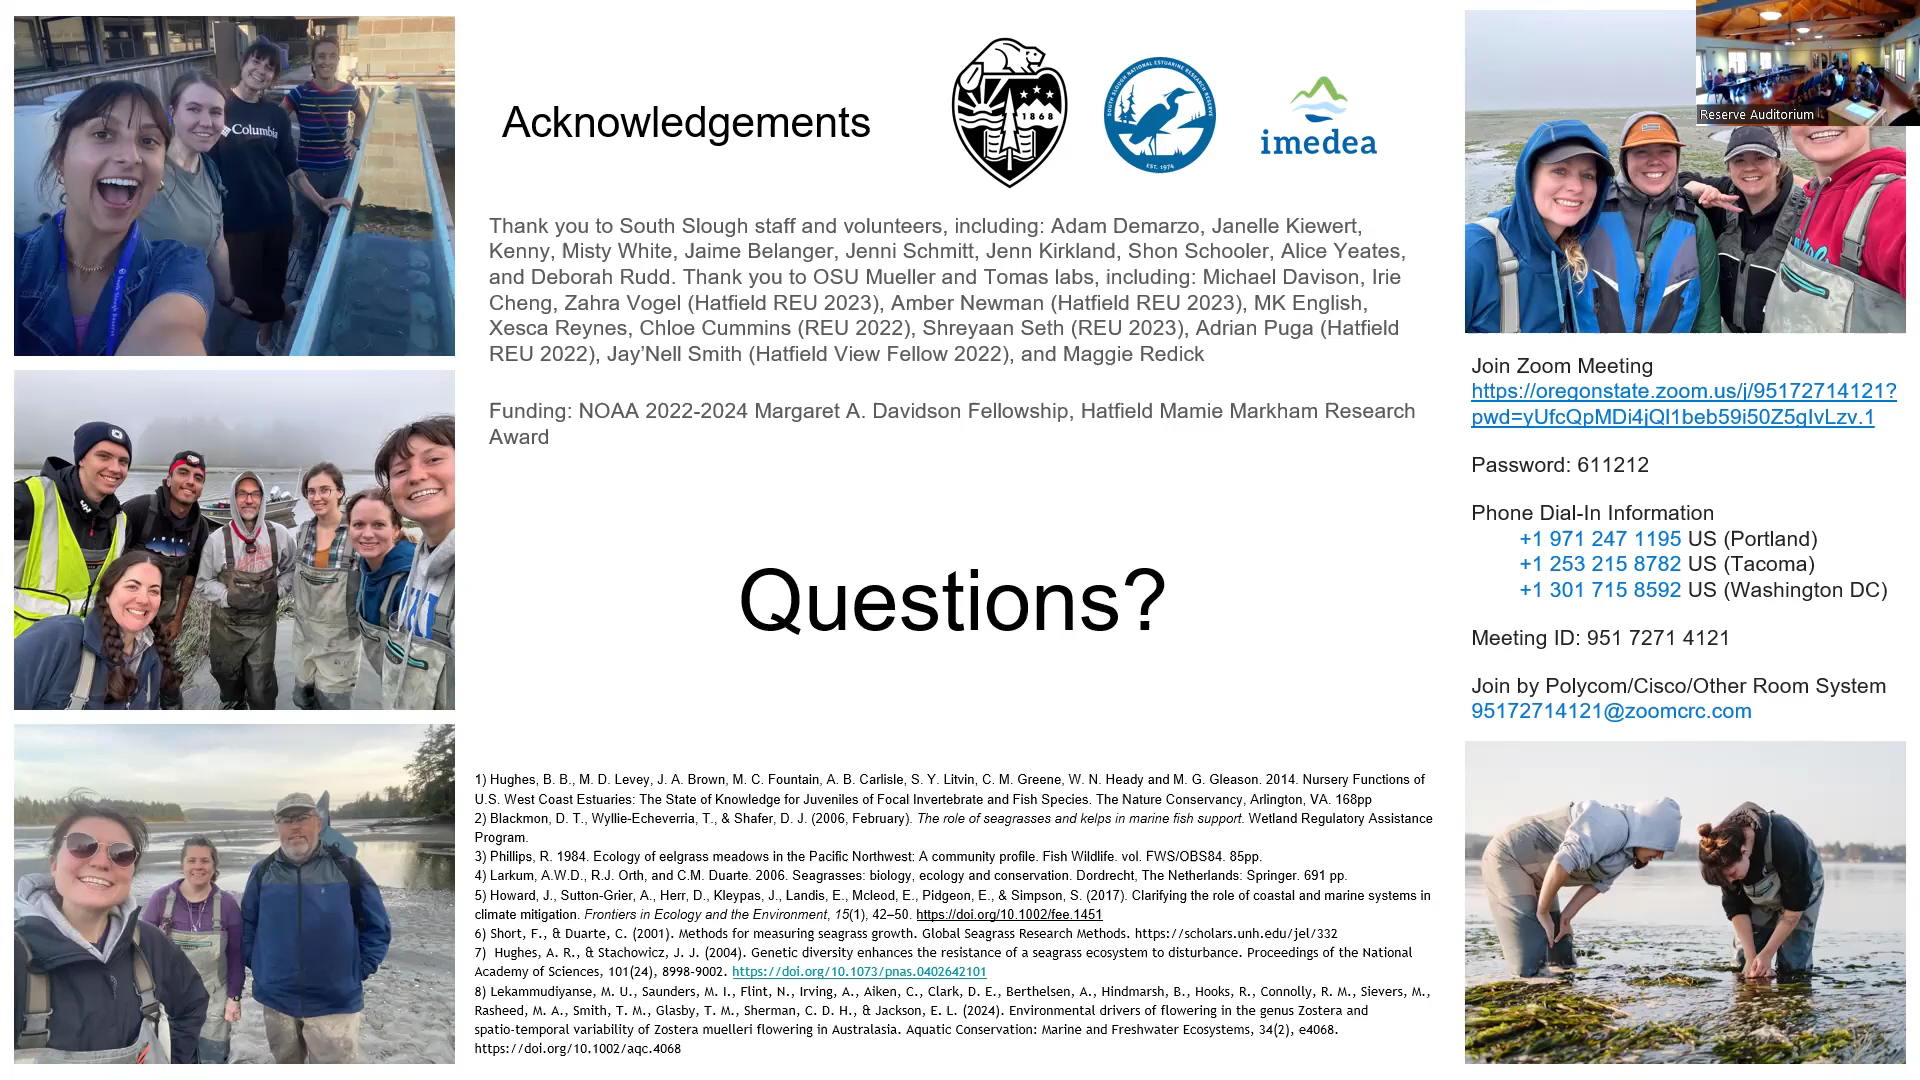 Columbia
Acknowledgements
1868
SOUTH SLOUGH NATIONAL ESTUARINE RESEARCH RESERVE
EST. 1974
imedea
Reserve Auditorium
Thank you to South Slough staff and volunteers, including: Adam Demarzo, Janelle Kiewert,
Kenny, Misty White, Jaime Belanger, Jenni Schmitt, Jenn Kirkland, Shon Schooler, Alice Yeates,
and Deborah Rudd. Thank you to OSU Mueller and Tomas labs, including: Michael Davison, Irie
Cheng, Zahra Vogel (Hatfield REU 2023), Amber Newman (Hatfield REU 2023), MK English,
Xesca Reynes, Chloe Cummins (REU 2022), Shreyaan Seth (REU 2023), Adrian Puga (Hatfield
REU 2022), Jay’Nell Smith (Hatfield View Fellow 2022), and Maggie Redick
Funding: NOAA 2022-2024 Margaret A. Davidson Fellowship, Hatfield Mamie Markham Research
Award
Questions?
1) Hughes, B. B., M. D. Levey, J. A. Brown, M. C. Fountain, A. B. Carlisle, S. Y. Litvin, C. M. Greene, W. N. Heady and M. G. Gleason. 2014. Nursery Functions of
U.S. West Coast Estuaries: The State of Knowledge for Juveniles of Focal Invertebrate and Fish Species. The Nature Conservancy, Arlington, VA. 168pp
2) Blackmon, D. T., Wyllie-Echeverria, T., & Shafer, D. J. (2006, February). The role of seagrasses and kelps in marine fish support. Wetland Regulatory Assistance
Program.
3) Phillips, R. 1984. Ecology of eelgrass meadows in the Pacific Northwest: A community profile. Fish Wildlife. vol. FWS/OBS84. 85pp.
4) Larkum, A.W.D., R.J. Orth, and C.M. Duarte. 2006. Seagrasses: biology, ecology and conservation. Dordrecht, The Netherlands: Springer. 691 pp.
5) Howard, J., Sutton-Grier, A., Herr, D., Kleypas, J., Landis, E., Mcleod, E., Pidgeon, E., & Simpson, S. (2017). Clarifying the role of coastal and marine systems in
climate mitigation. Frontiers in Ecology and the Environment, 15(1), 42–50. https://doi.org/10.1002/fee.1451
6) Short, F., & Duarte, C. (2001). Methods for measuring seagrass growth. Global Seagrass Research Methods. https://scholars.unh.edu/jel/332
7) Hughes, A. R., & Stachowicz, J. J. (2004). Genetic diversity enhances the resistance of a seagrass ecosystem to disturbance. Proceedings of the National
Academy of Sciences, 101(24), 8998-9002. https://doi.org/10.1073/pnas.0402642101
8) Lekammudiyanse, M. U., Saunders, M. I., Flint, N., Irving, A., Aiken, C., Clark, D. E., Berthelsen, A., Hindmarsh, B., Hooks, R., Connolly, R. M., Sievers, M.,
Rasheed, M. A., Smith, T. M., Glasby, T. M., Sherman, C. D. H., & Jackson, E. L. (2024). Environmental drivers of flowering in the genus Zostera and
spatio-temporal variability of Zostera muelleri flowering in Australasia. Aquatic Conservation: Marine and Freshwater Ecosystems, 34(2), e4068.
https://doi.org/10.1002/aqc.4068
Join Zoom Meeting
https://oregonstate.zoom.us/j/95172714121?
pwd=yUfcQpMDi4jQI1beb59i50Z5gIvLzv.1
Password: 611212
Phone Dial-In Information
+1 971 247 1195 US (Portland)
+1 253 215 8782 US (Tacoma)
+1 301 715 8592 US (Washington DC)
Meeting ID: 951 7271 4121
Join by Polycom/Cisco/Other Room System
95172714121@zoomcrc.com